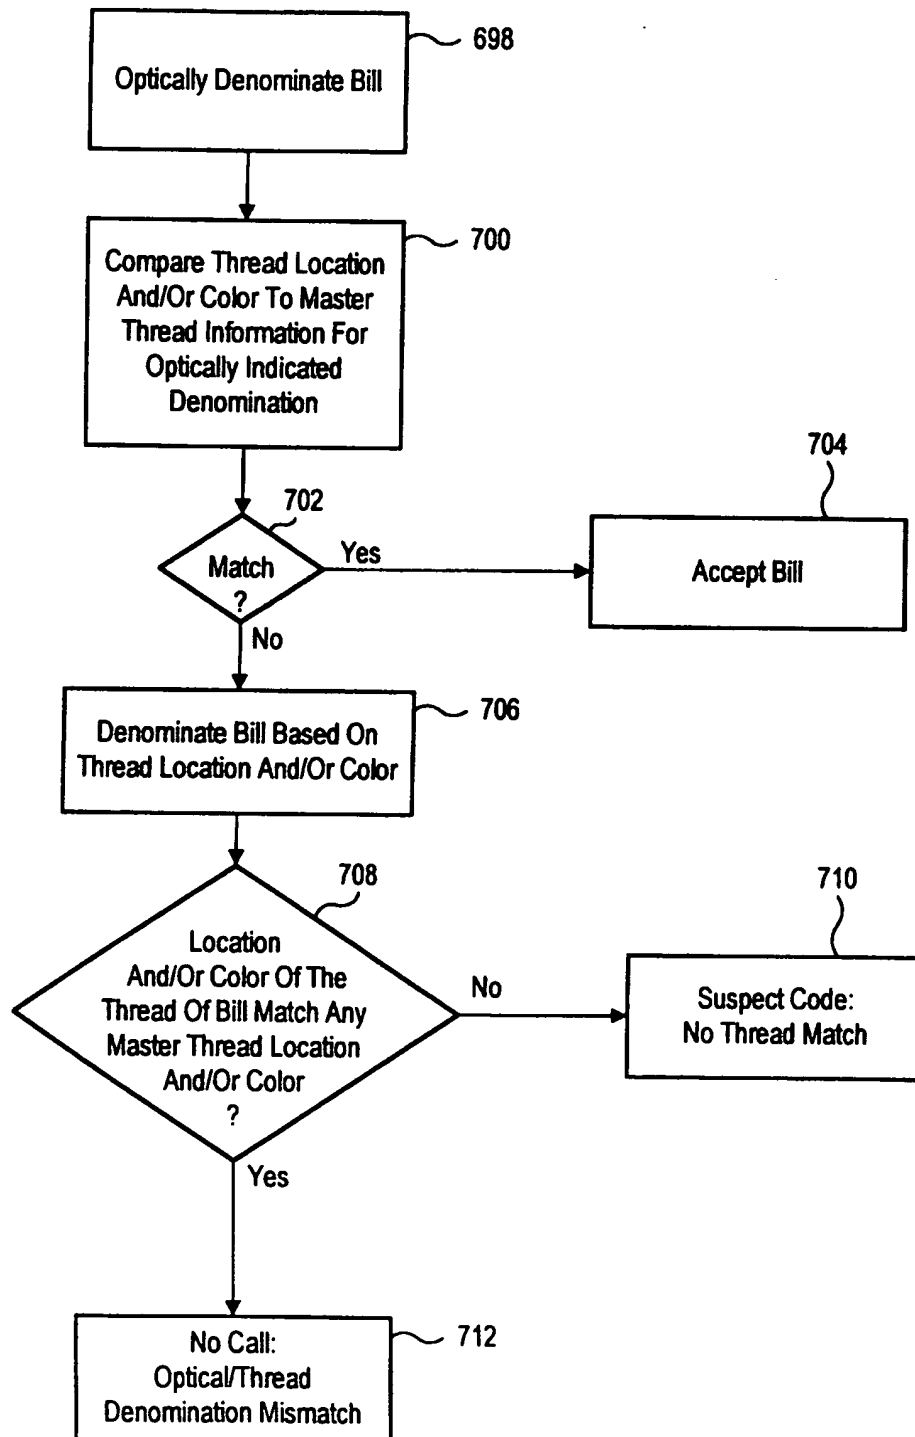 698
Optically Denominate Bill
700
Compare Thread Location
And/Or Color To Master
Thread Information For
Optically Indicated
Denomination
702
Match
?
Yes
704
Accept Bill
No
706
Denominate Bill Based On
Thread Location And/Or Color
708
Location
And/Or Color Of The
Thread Of Bill Match Any
Master Thread Location
And/Or Color
?
No
710
Suspect Code:
No Thread Match
Yes
712
No Call:
Optical/Thread
Denomination Mismatch